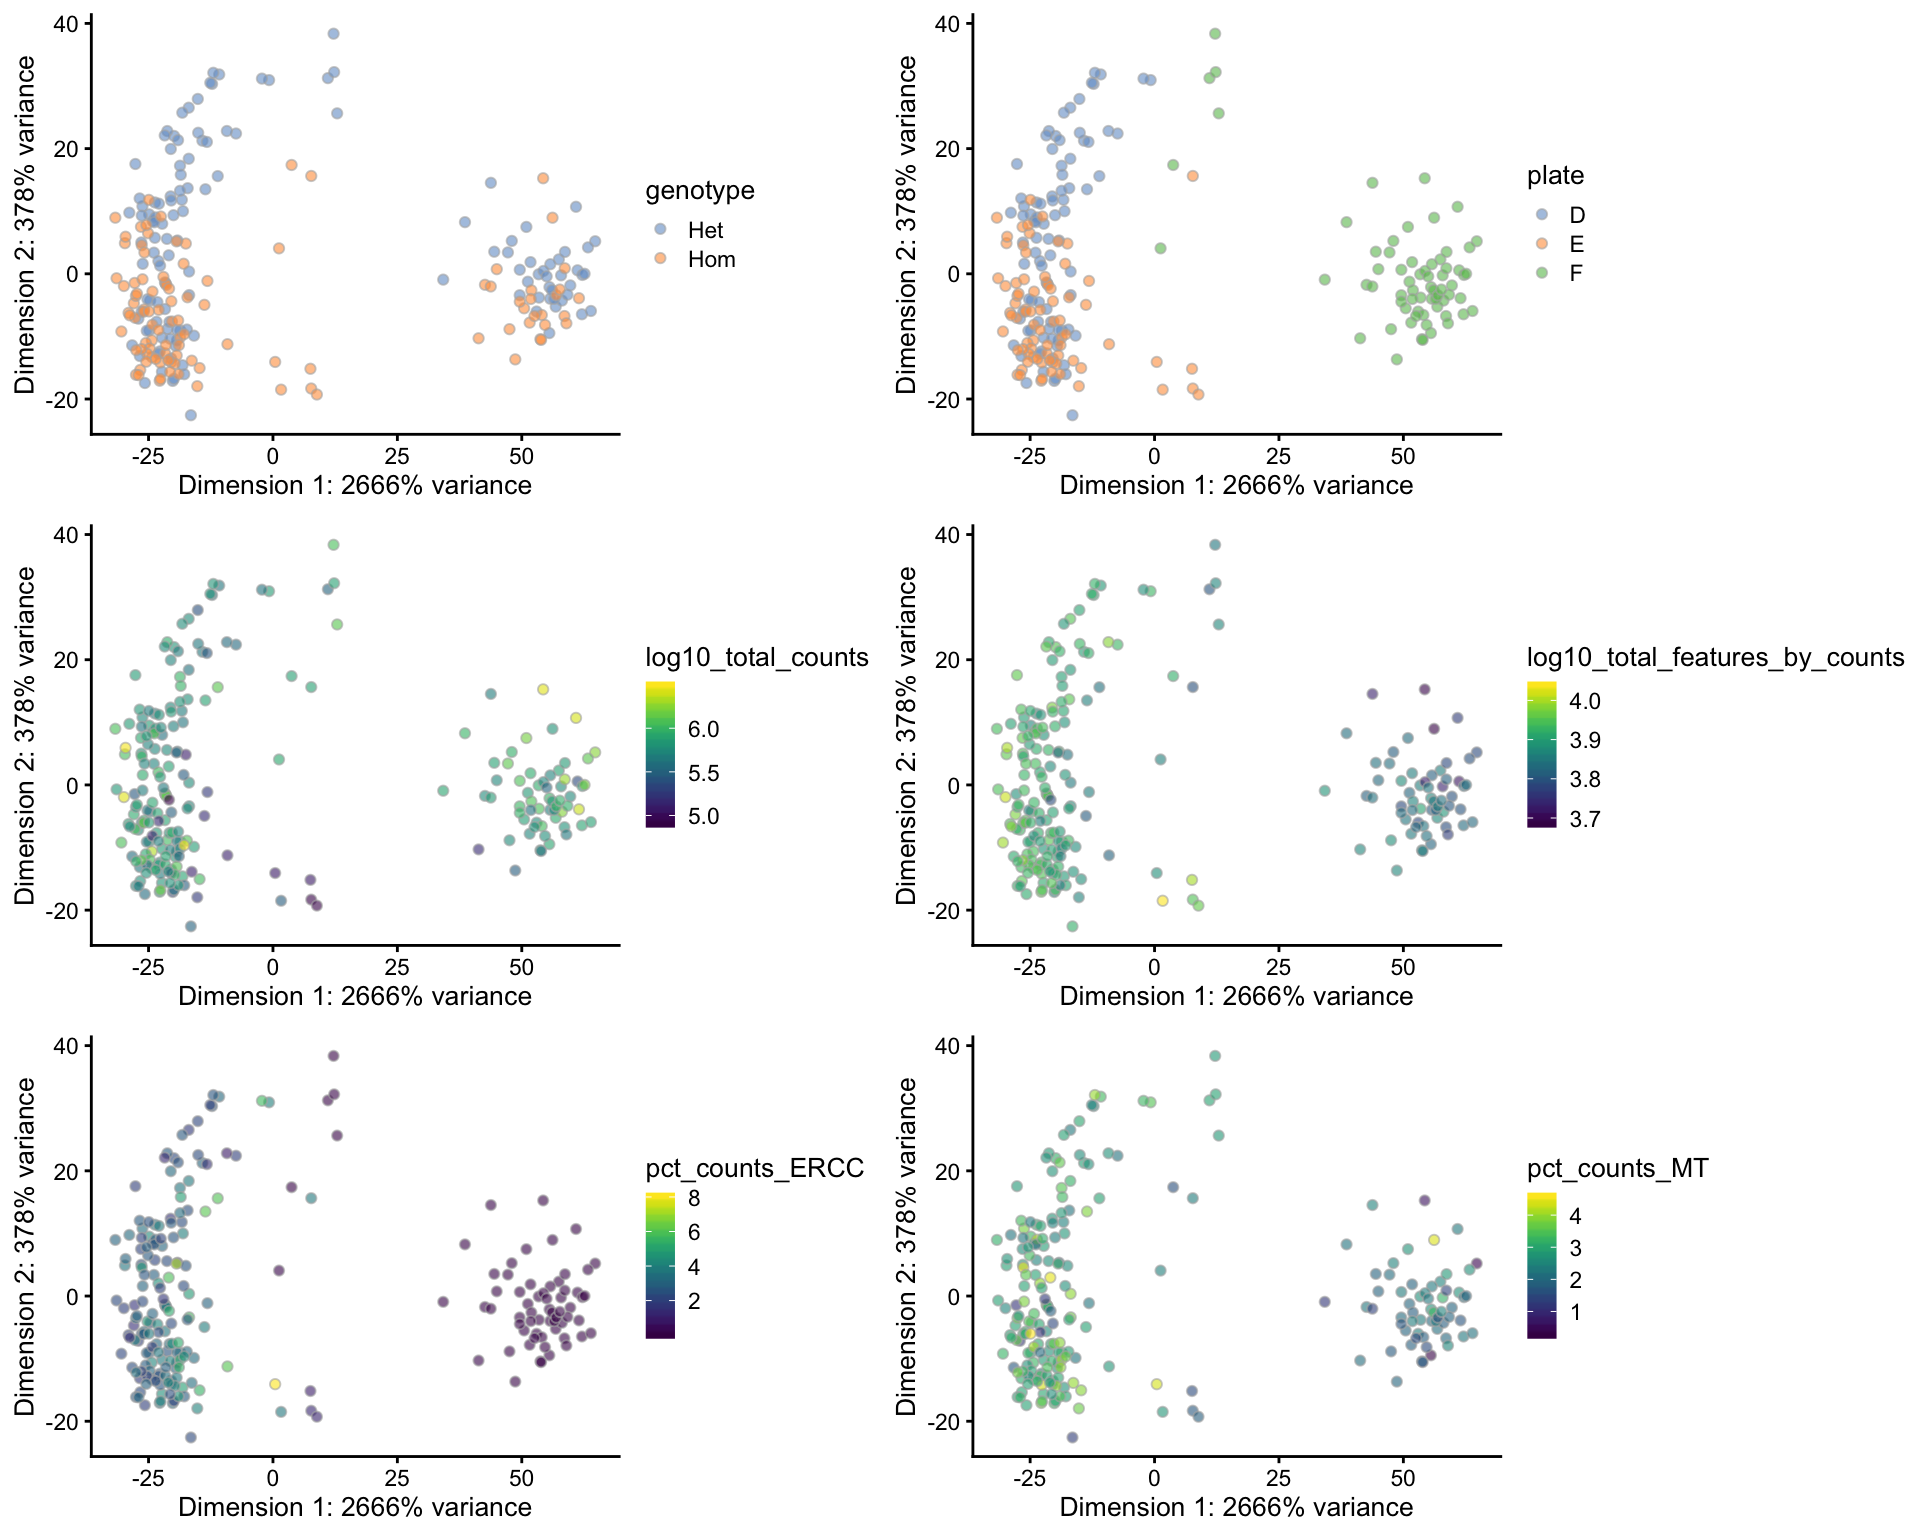 40
20
0
-20
-25
0
25
50
Dimension 2: 378% variance
Dimension 1: 2666% variance
genotype
Het
Hom
40
20
0
-20
-25
0
25
50
Dimension 2: 378% variance
Dimension 1: 2666% variance
plate
D
E
F
40
20
0
-20
-25
0
25
50
Dimension 2: 378% variance
Dimension 1: 2666% variance
log10_total_counts
6.0
5.5
5.0
40
20
0
-20
-25
0
25
50
Dimension 2: 378% variance
Dimension 1: 2666% variance
log10_total_features_by_counts
4.0
3.9
3.8
3.7
40
20
0
-20
-25
0
25
50
Dimension 2: 378% variance
Dimension 1: 2666% variance
pct_counts_ERCC
8
6
4
2
40
20
0
-20
-25
0
25
50
Dimension 2: 378% variance
Dimension 1: 2666% variance
pct_counts_MT
4
3
2
1